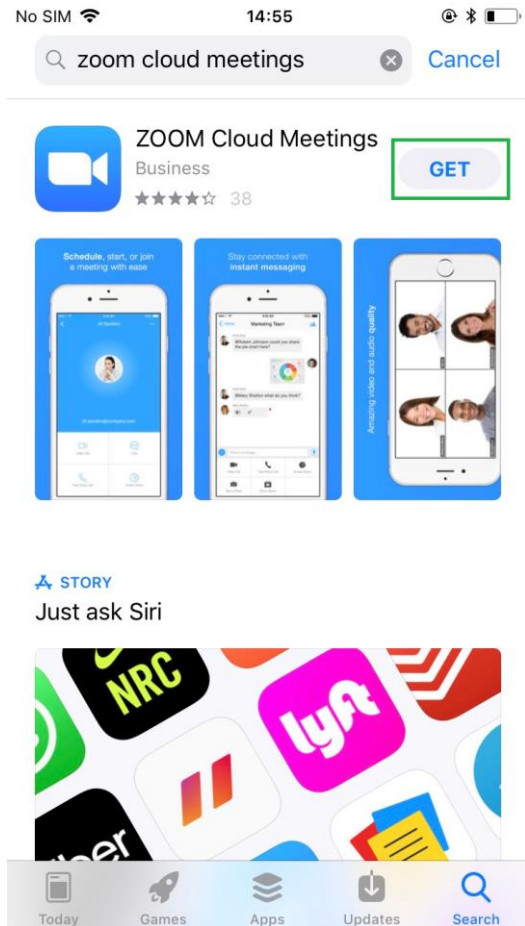 No SIM 14:55
zoom cloud meetings Cancel
ZOOM Cloud Meetings
Business
38
GET
Schedule, start, or join
a meeting with ease
Stay connected with
instant messaging
Marketing Team
Amazing video and audio quality
STORY
Just ask Siri
NRC
lyft
Today Games Apps Updates Search